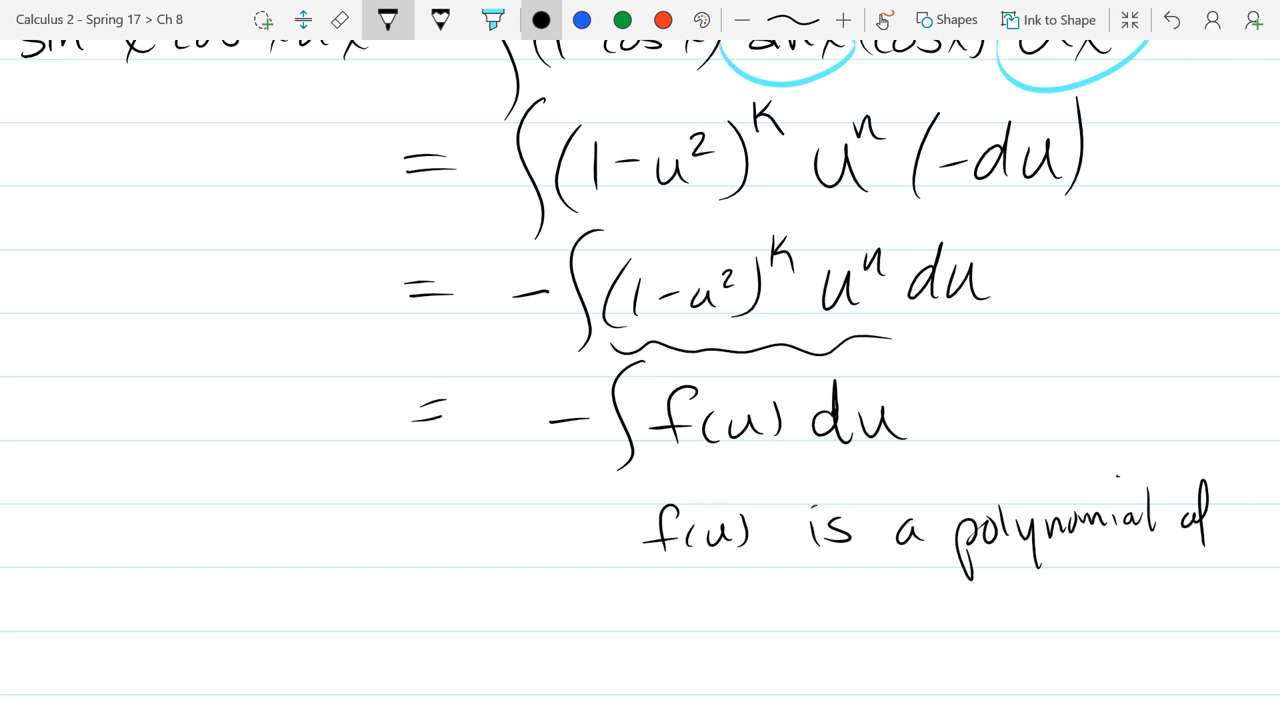 Calculus 2 - Spring 17 > Ch 8 Shapes Ink to Shape
= ∫(1-u²)^k u^n (-du)
= -∫(1-u²)^k u^n du
= -∫f(u) du
f(u) is a polynomial of